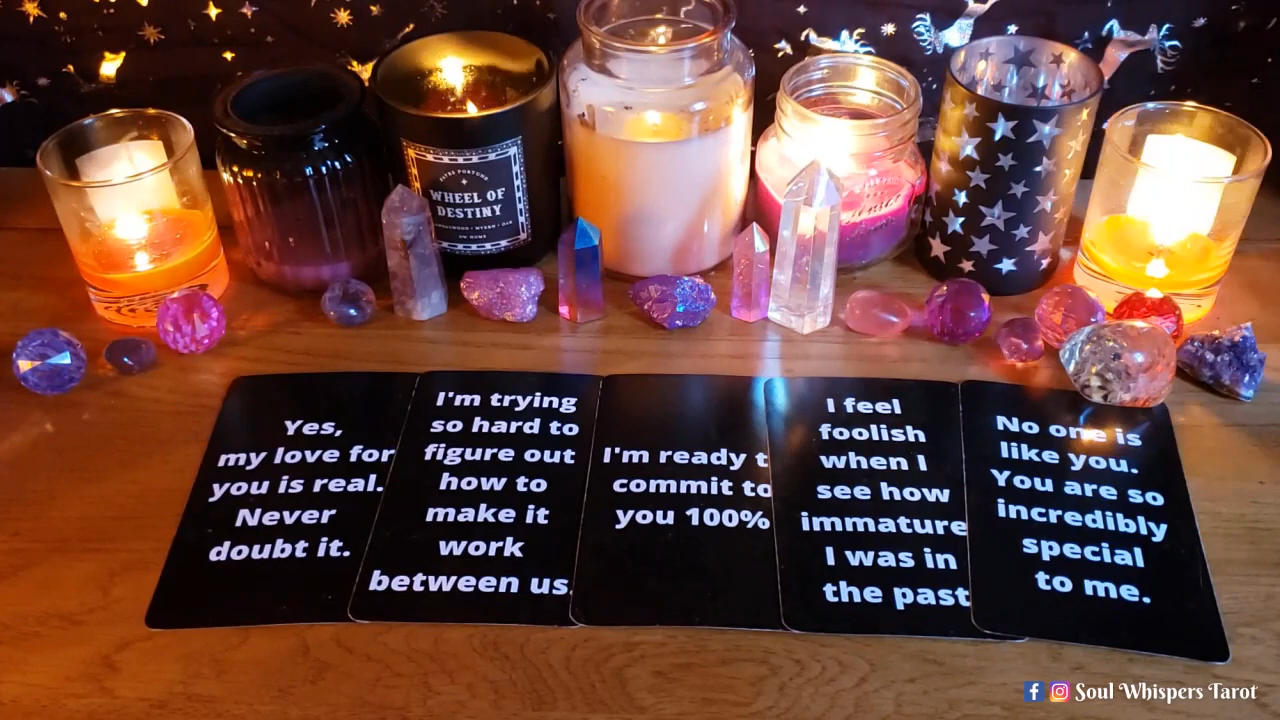 WHEEL OF
DESTINY
Yes,
my love for
you is real.
Never
doubt it.
I'm trying
so hard to
figure out
how to
make it
work
between us.
I'm ready t
commit to
you 100%
I feel
foolish
when I
see how
immature
I was in
the past
No one is
like you.
You are so
incredibly
special
to me.
Soul Whispers Tarot